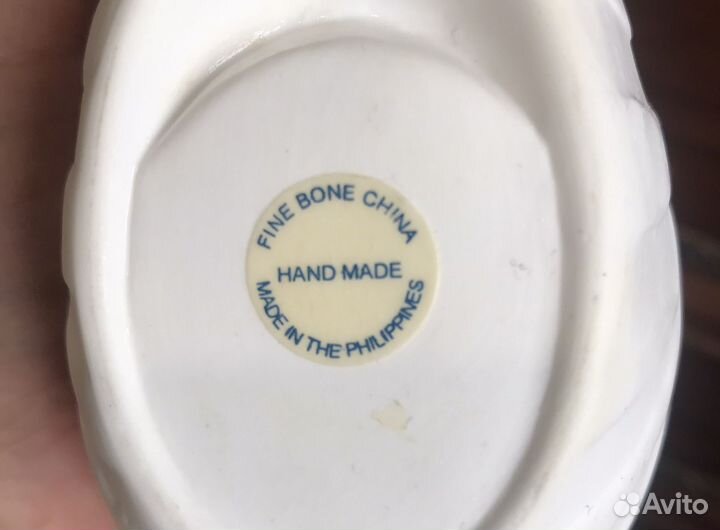 FINE BONE CHINA
HAND MADE
MADE IN THE PHILIPPINES
Avito